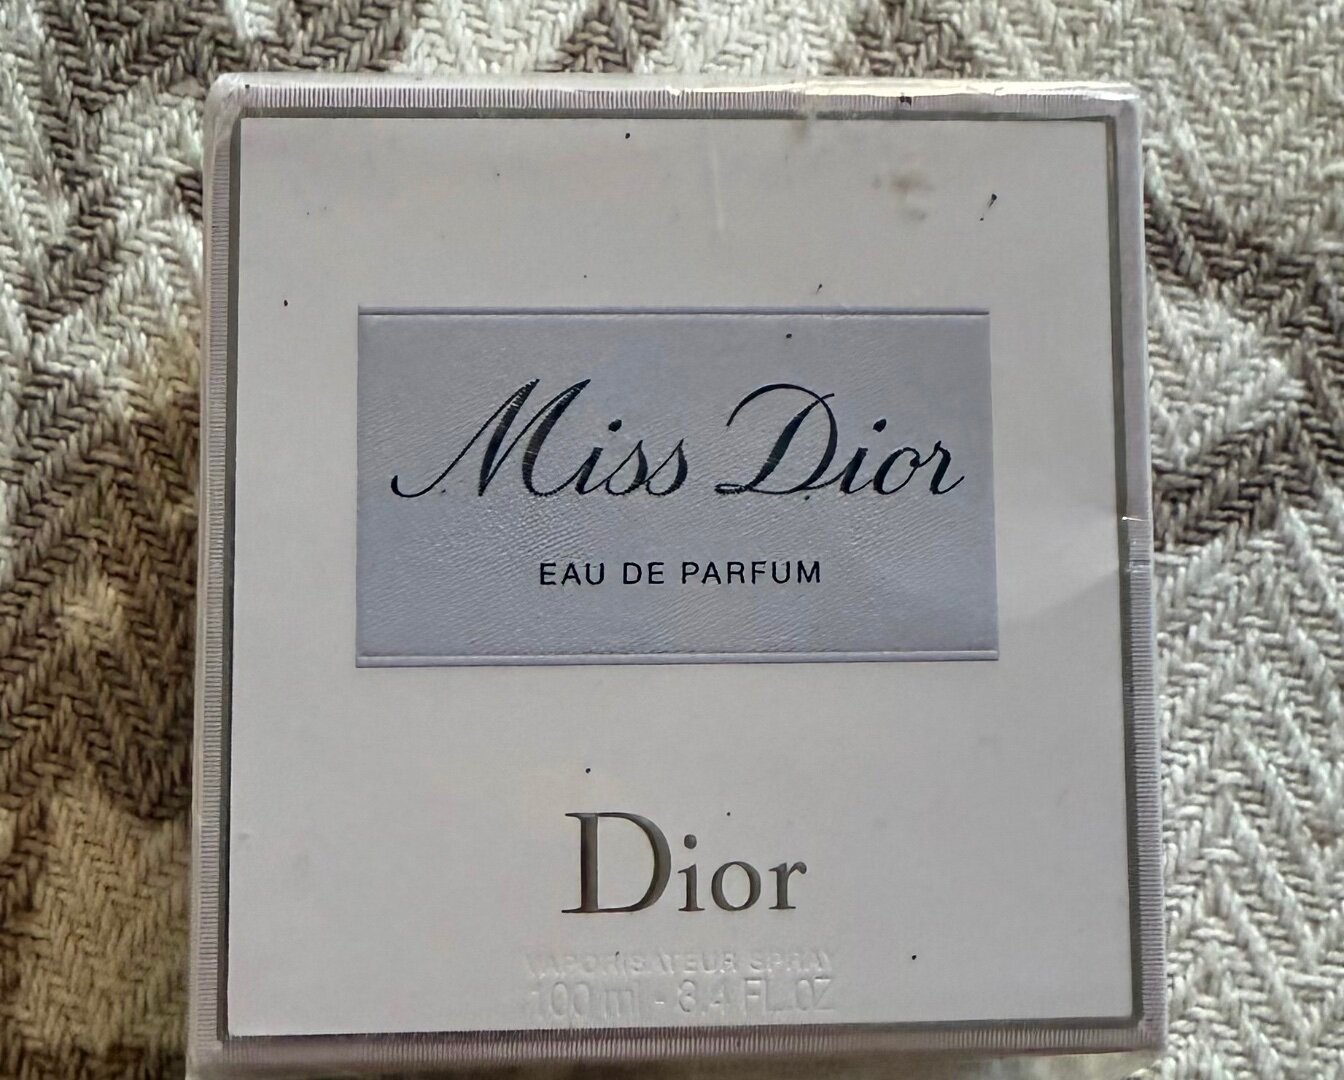 Miss Dior
EAU DE PARFUM
Dior
VAPORISATEUR SPRAY
100 ml - 3.4 FL.OZ